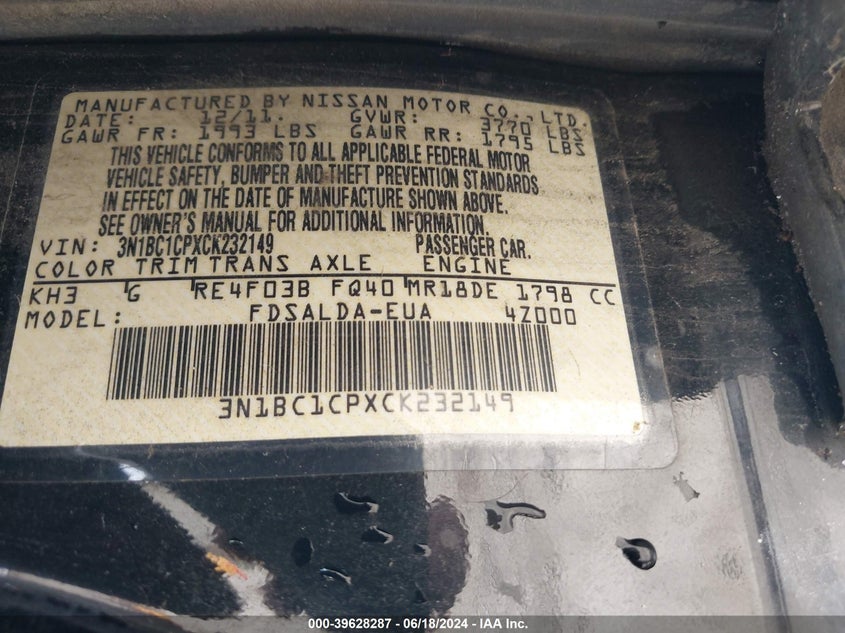 MANUFACTURED BY NISSAN MOTOR CO., LTD.
DATE: 12/11. GVWR: 3770 LBS
GAWR FR: 1993 LBS GAWR RR: 1795 LBS
THIS VEHICLE CONFORMS TO ALL APPLICABLE FEDERAL MOTOR
VEHICLE SAFETY, BUMPER AND THEFT PREVENTION STANDARDS
IN EFFECT ON THE DATE OF MANUFACTURE SHOWN ABOVE.
SEE OWNER'S MANUAL FOR ADDITIONAL INFORMATION.
VIN: 3N1BC1CPXCK232149 PASSENGER CAR.
COLOR TRIM TRANS AXLE ENGINE
KH3 G RE4F03B FQ40 MR18DE 1798 CC
MODEL: FDSALDA-EUA 4Z000
3N1BC1CPXCK232149
000-39628287 - 06/18/2024 - IAA Inc.